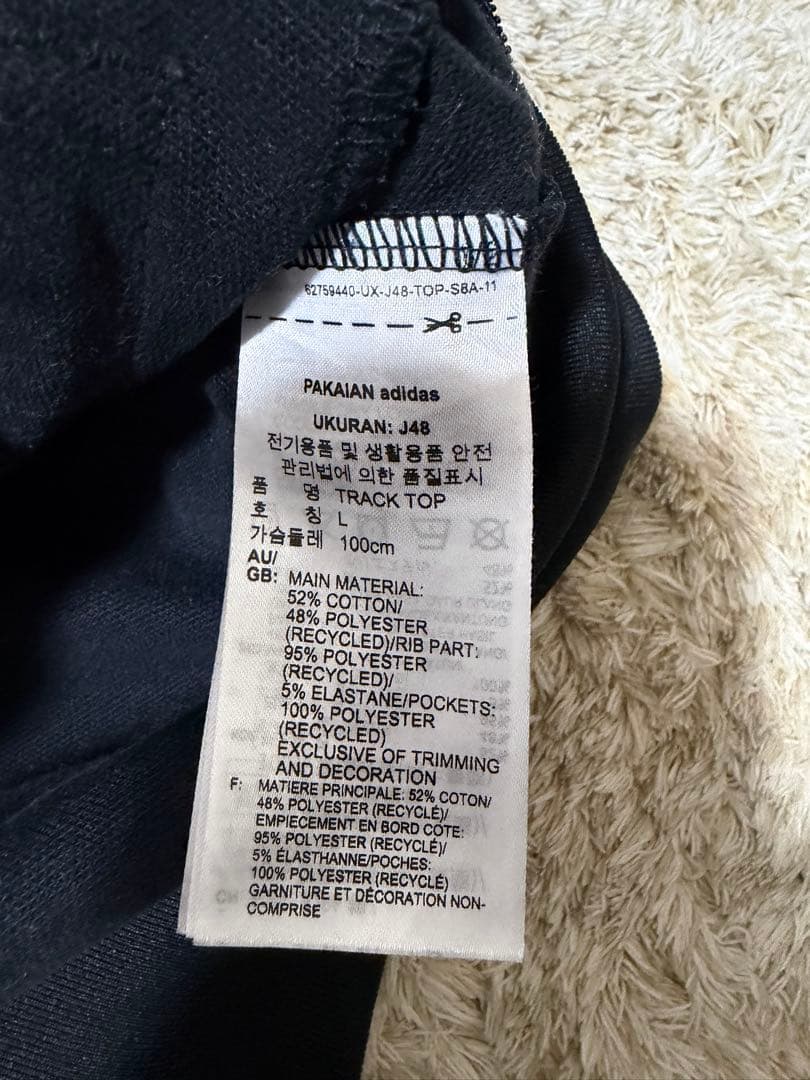 62759440-UX-J48-TOP-S8A-11
PAKAIAN adidas
UKURAN: J48
전기용품 및 생활용품 안전
관리법에 의한 품질표시
품 명 TRACK TOP
호 칭 L
가슴둘레 100cm
AU/
GB: MAIN MATERIAL:
52% COTTON/
48% POLYESTER
(RECYCLED)/RIB PART:
95% POLYESTER
(RECYCLED)/
5% ELASTANE/POCKETS:
100% POLYESTER
(RECYCLED)
EXCLUSIVE OF TRIMMING
AND DECORATION
F: MATIERE PRINCIPALE: 52% COTON/
48% POLYESTER (RECYCLÉ)/
EMPIECEMENT EN BORD COTE:
95% POLYESTER (RECYCLÉ)/
5% ÉLASTHANNE/POCHES:
100% POLYESTER (RECYCLÉ)
GARNITURE ET DÉCORATION NON-
COMPRISE